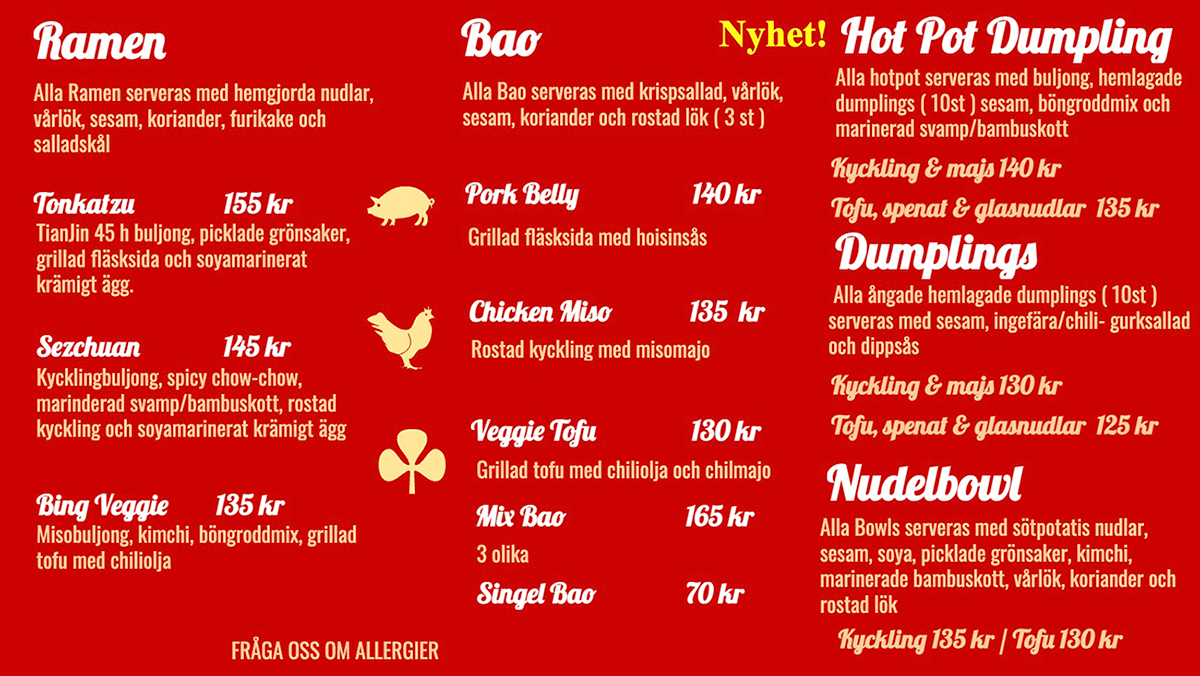 Ramen
Alla Ramen serveras med hemgjorda nudlar,
vårlök, sesam, koriander, furikake och
salladskål
Tonkatzu 155 kr
TianJin 45 h buljong, picklade grönsaker,
grillad fläsksida och soyamarinerat
krämigt ägg.
Sezchuan 145 kr
Kycklingbuljong, spicy chow-chow,
marinderad svamp/bambuskott, rostad
kyckling och soyamarinerat krämigt ägg
Bing Veggie 135 kr
Misobuljong, kimchi, böngroddmix, grillad
tofu med chiliolja
FRÅGA OSS OM ALLERGIER
Bao
Alla Bao serveras med krispsallad, vårlök,
sesam, koriander och rostad lök ( 3 st )
Pork Belly 140 kr
Grillad fläsksida med hoisinsås
Chicken Miso 135 kr
Rostad kyckling med misomajo
Veggie Tofu 130 kr
Grillad tofu med chiliolja och chilmajo
Mix Bao 165 kr
3 olika
Singel Bao 70 kr
Nyhet! Hot Pot Dumpling
Alla hotpot serveras med buljong, hemlagade
dumplings ( 10st ) sesam, böngroddmix och
marinerad svamp/bambuskott
Kyckling & majs 140 kr
Tofu, spenat & glasnudlar 135 kr
Dumplings
Alla ångade hemlagade dumplings ( 10st )
serveras med sesam, ingefära/chili- gurksallad
och dippsås
Kyckling & majs 130 kr
Tofu, spenat & glasnudlar 125 kr
Nudelbowl
Alla Bowls serveras med sötpotatis nudlar,
sesam, soya, picklade grönsaker, kimchi,
marinerade bambuskott, vårlök, koriander och
rostad lök
Kyckling 135 kr / Tofu 130 kr